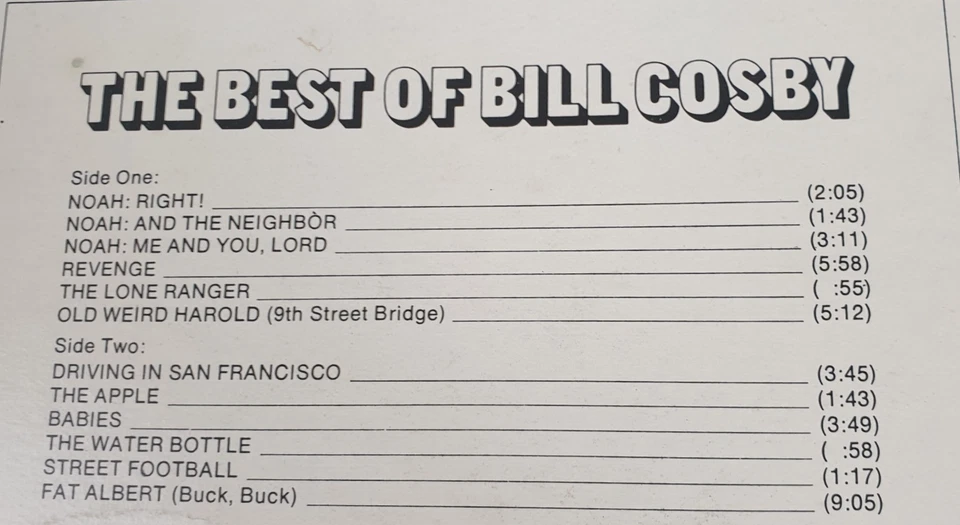 THE BEST OF BILL COSBY
Side One:
NOAH: RIGHT! (2:05)
NOAH: AND THE NEIGHBOR (1:43)
NOAH: ME AND YOU, LORD (3:11)
REVENGE (5:58)
THE LONE RANGER ( :55)
OLD WEIRD HAROLD (9th Street Bridge) (5:12)
Side Two:
DRIVING IN SAN FRANCISCO (3:45)
THE APPLE (1:43)
BABIES (3:49)
THE WATER BOTTLE ( :58)
STREET FOOTBALL (1:17)
FAT ALBERT (Buck, Buck) (9:05)